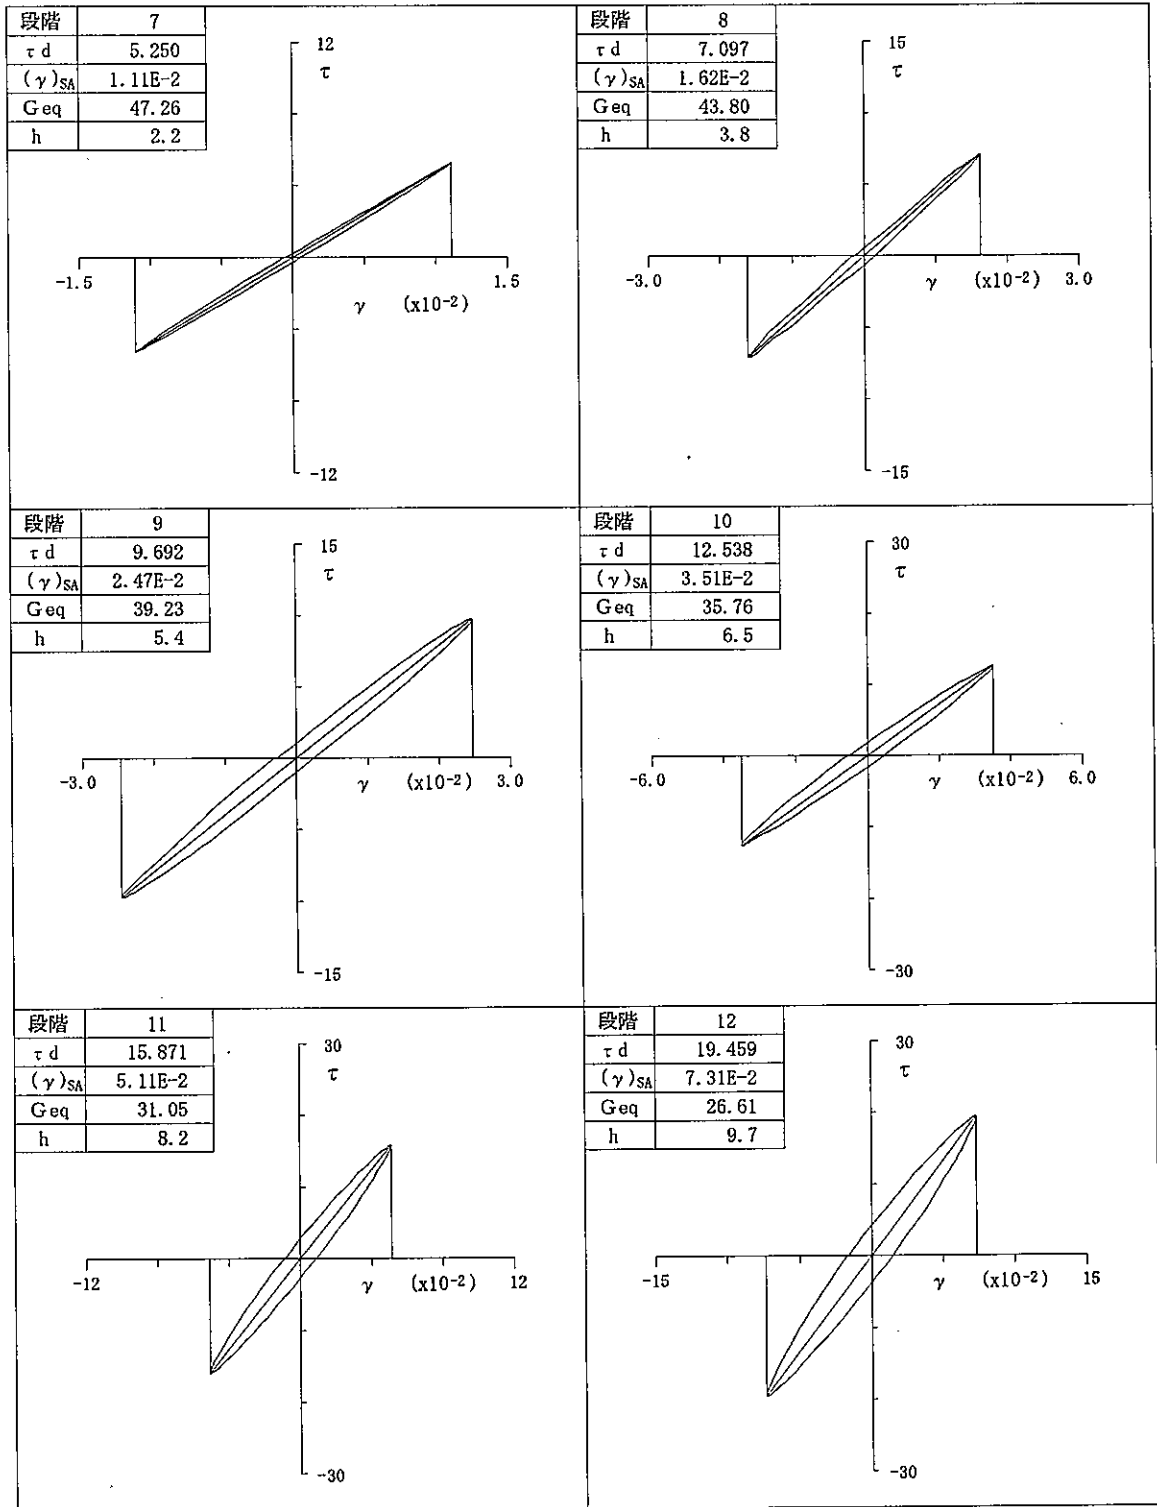 段階 7
τd 5.250
(γ)SA 1.11E-2
Geq 47.26
h 2.2
12
τ
-1.5
γ (x10-2)
1.5
-12
段階 8
τd 7.097
(γ)SA 1.62E-2
Geq 43.80
h 3.8
15
τ
-3.0
γ (x10-2) 3.0
-15
段階 9
τd 9.692
(γ)SA 2.47E-2
Geq 39.23
h 5.4
15
τ
-3.0
γ (x10-2) 3.0
-15
段階 10
τd 12.538
(γ)SA 3.51E-2
Geq 35.76
h 6.5
30
τ
-6.0
γ (x10-2) 6.0
-30
段階 11
τd 15.871
(γ)SA 5.11E-2
Geq 31.05
h 8.2
30
τ
-12
γ (x10-2) 12
-30
段階 12
τd 19.459
(γ)SA 7.31E-2
Geq 26.61
h 9.7
30
τ
-15
γ (x10-2) 15
-30